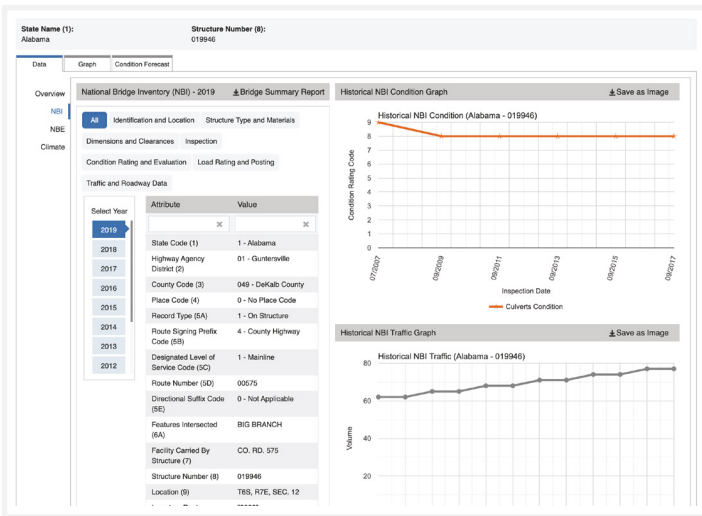 State Name (1):
Alabama
Structure Number (8):
019946
Data
Graph
Condition Forecast
Overview
NBI
NBE
Climate
National Bridge Inventory (NBI) - 2019
Bridge Summary Report
All
Identification and Location
Structure Type and Materials
Dimensions and Clearances
Inspection
Condition Rating and Evaluation
Load Rating and Posting
Traffic and Roadway Data
Select Year
2019
2018
2017
2016
2015
2014
2013
2012
Attribute
Value
State Code (1)
1 - Alabama
Highway Agency
District (2)
01 - Guntersville
County Code (3)
049 - DeKalb County
Place Code (4)
0 - No Place Code
Record Type (5A)
1 - On Structure
Route Signing Prefix
Code (5B)
4 - County Highway
Designated Level of
Service Code (5C)
1 - Mainline
Route Number (5D)
00575
Directional Suffix Code
(5E)
0 - Not Applicable
Features Intersected
(6A)
BIG BRANCH
Facility Carried By
Structure (7)
CO. RD. 575
Structure Number (8)
019946
Location (9)
T6S, R7E, SEC. 12
Historical NBI Condition Graph
Save as Image
Historical NBI Condition (Alabama - 019946)
Condition Rating Code
9
8
7
6
5
4
3
2
1
0
07/2007
09/2009
09/2011
09/2013
09/2015
09/2017
Inspection Date
Culverts Condition
Historical NBI Traffic Graph
Save as Image
Historical NBI Traffic (Alabama - 019946)
Volume
80
60
40
20